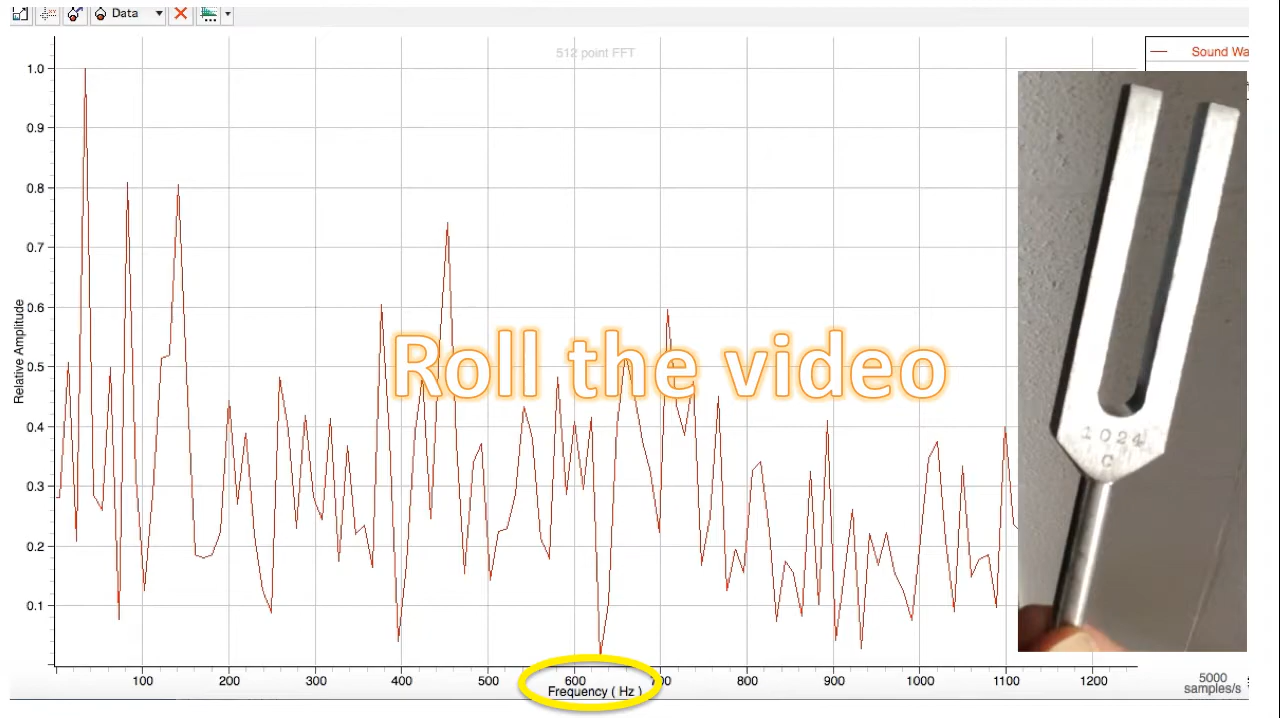 Data
512 point FFT
Sound Wa
1.0
0.9
0.8
0.7
0.6
0.5
0.4
0.3
0.2
0.1
Relative Amplitude
Roll the video
1024
C
100 200 300 400 500 600 700 800 900 1000 1100 1200
Frequency ( Hz )
5000
samples/s